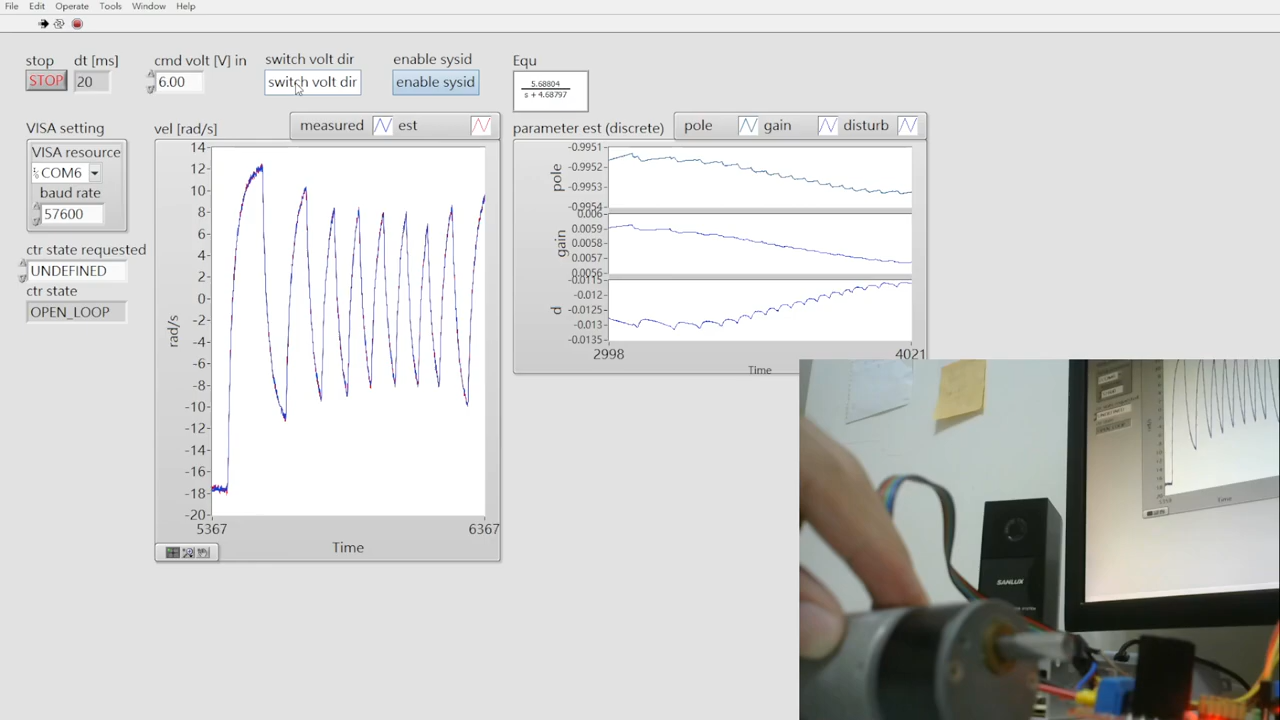 File Edit Operate Tools Window Help
stop
dt [ms]
cmd volt [V] in
switch volt dir
enable sysid
Equ
STOP
20
6.00
switch volt dir
enable sysid
5.68804
s + 4.68797
VISA setting
VISA resource
COM6
baud rate
57600
ctr state requested
UNDEFINED
ctr state
OPEN_LOOP
vel [rad/s]
measured
est
14
12
10
8
6
4
2
0
-2
-4
-6
-8
-10
-12
-14
-16
-18
-20
rad/s
5367
6367
Time
parameter est (discrete)
pole
gain
disturb
pole
-0.9951
-0.9952
-0.9953
-0.9954
gain
0.006
0.0059
0.0058
0.0057
0.0056
d
-0.0115
-0.012
-0.0125
-0.013
-0.0135
2998
4021
Time
SANLUX